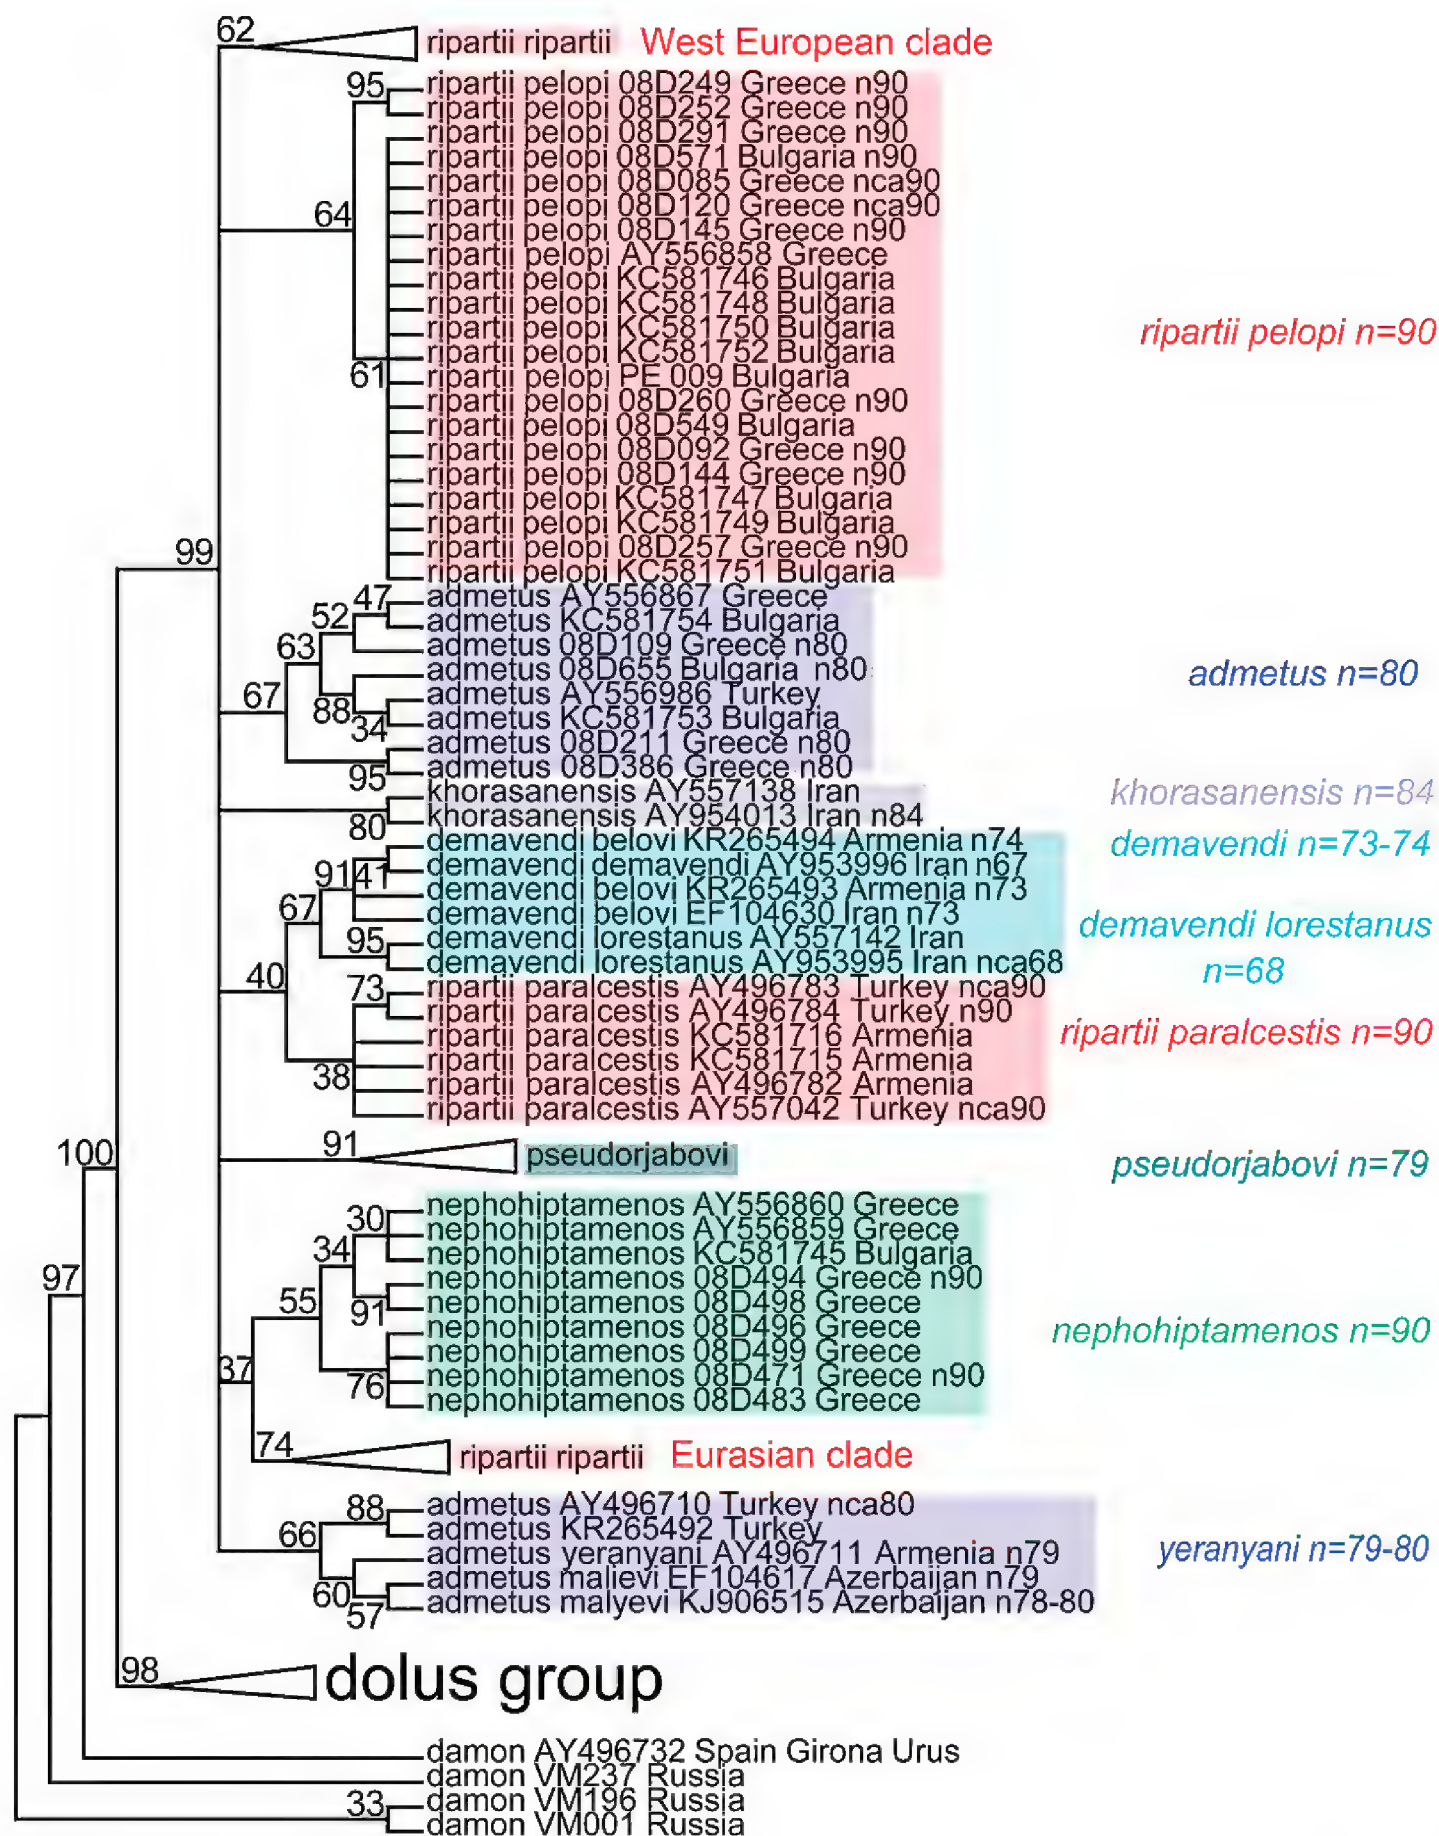 62
ripartii ripartii West European clade
95
ripartii pelopi 08D249 Greece n90
ripartii pelopi 08D252 Greece n90
ripartii pelopi 08D291 Greece n90
ripartii pelopi 08D571 Bulgaria n90
ripartii pelopi 08D085 Greece nca90
ripartii pelopi 08D120 Greece nca90
64
ripartii pelopi 08D145 Greece n90
ripartii pelopi AY556858 Greece
ripartii pelopi KC581746 Bulgaria
ripartii pelopi KC581748 Bulgaria
ripartii pelopi KC581750 Bulgaria
ripartii pelopi n=90
ripartii pelopi KC581752 Bulgaria
61
ripartii pelopi PE 009 Bulgaria
ripartii pelopi 08D260 Greece n90
ripartii pelopi 08D549 Bulgaria
ripartii pelopi 08D092 Greece n90
ripartii pelopi 08D144 Greece n90
ripartii pelopi KC581747 Bulgaria
ripartii pelopi KC581749 Bulgaria
ripartii pelopi 08D257 Greece n90
99
ripartii pelopi KC581751 Bulgaria
47
admetus AY556867 Greece
52
admetus KC581754 Bulgaria
63
admetus 08D109 Greece n80
admetus 08D655 Bulgaria n80
admetus n=80
67
admetus AY556986 Turkey
88
34
admetus KC581753 Bulgaria
admetus 08D211 Greece n80
95
admetus 08D386 Greece n80
khorasanensis AY557138 Iran
khorasanensis n=84
khorasanensis AY954013 Iran n84
80
demavendi belovi KR265494 Armenia n74
demavendi n=73-74
demavendi demavendi AY953996 Iran n67
91
41
demavendi belovi KR265493 Armenia n73
67
demavendi belovi EF104630 Iran n73
demavendi lorestanus
n=68
95
demavendi lorestanus AY557142 Iran
demavendi lorestanus AY953995 Iran nca68
40
73
ripartii paralcestis AY496783 Turkey nca90
ripartii paralcestis AY496784 Turkey n90
ripartii paralcestis KC581716 Armenia
ripartii paralcestis n=90
ripartii paralcestis KC581715 Armenia
38
ripartii paralcestis AY496782 Armenia
ripartii paralcestis AY557042 Turkey nca90
100
91
pseudorjabovi
pseudorjabovi n=79
nephohiptamenos AY556860 Greece
30
nephohiptamenos AY556859 Greece
34
nephohiptamenos KC581745 Bulgaria
97
nephohiptamenos 08D494 Greece n90
55
91
nephohiptamenos 08D498 Greece
nephohiptamenos 08D496 Greece
nephohiptamenos n=90
nephohiptamenos 08D499 Greece
37
nephohiptamenos 08D471 Greece n90
76
nephohiptamenos 08D483 Greece
74
ripartii ripartii Eurasian clade
88
admetus AY496710 Turkey nca80
66
admetus KR265492 Turkey
admetus yeranyani AY496711 Armenia n79
yeranyani n=79-80
admetus malievi EF104617 Azerbaijan n79
60
57
admetus malyevi KJ906515 Azerbaijan n78-80
98
dolus group
damon AY496732 Spain Girona Urus
damon VM237 Russia
33
damon VM196 Russia
damon VM001 Russia